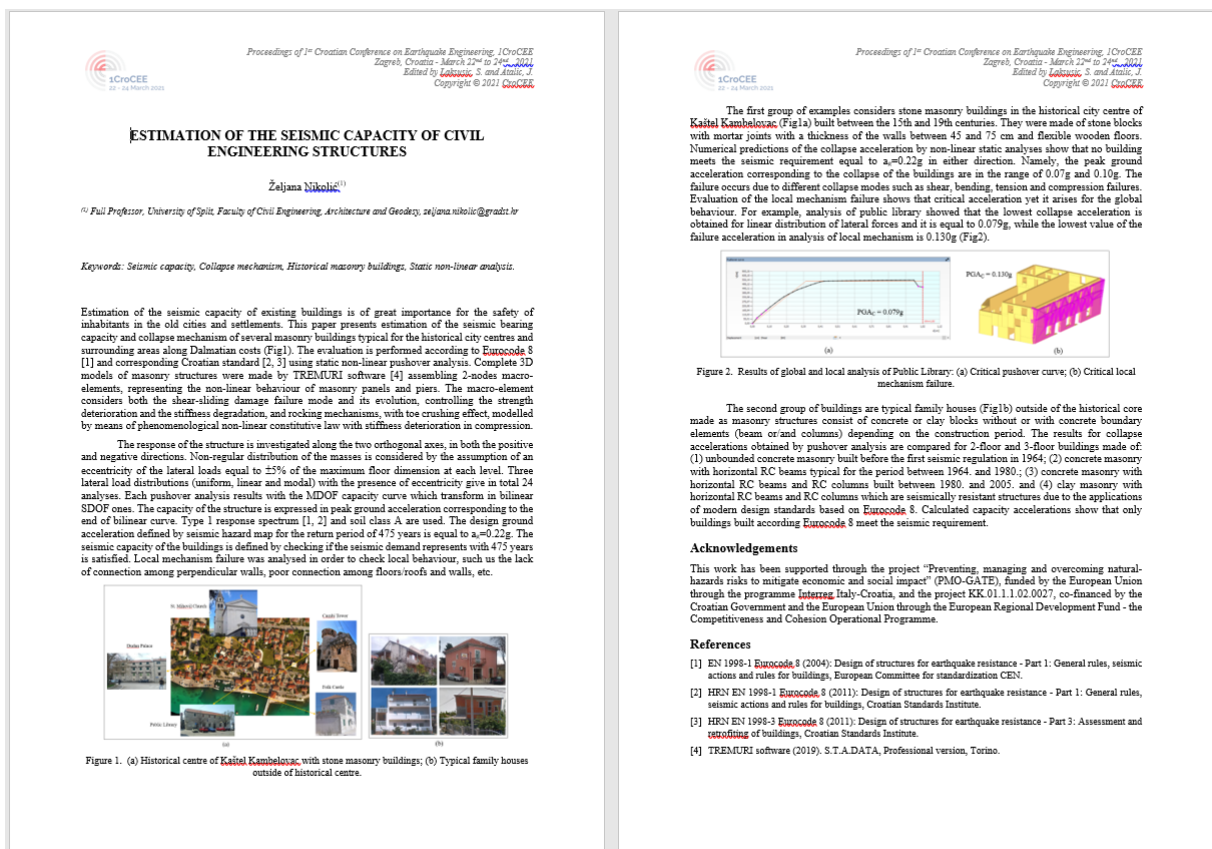 Proceedings of 1st Croatian Conference on Earthquake Engineering, 1CroCEE
Zagreb, Croatia - March 22nd to 24nd, 2021
Edited by Lakusic, S. and Atalic, J.
Copyright © 2021 CroCEE
1CroCEE
22 - 24 March 2021
ESTIMATION OF THE SEISMIC CAPACITY OF CIVIL
ENGINEERING STRUCTURES
Željana Nikolić(1)
(1) Full Professor, University of Split, Faculty of Civil Engineering, Architecture and Geodesy, zeljana.nikolic@gradst.hr
Keywords: Seismic capacity, Collapse mechanism, Historical masonry buildings, Static non-linear analysis.
Estimation of the seismic capacity of existing buildings is of great importance for the safety of
inhabitants in the old cities and settlements. This paper presents estimation of the seismic bearing
capacity and collapse mechanism of several masonry buildings typical for the historical city centres and
surrounding areas along Dalmatian costs (Fig1). The evaluation is performed according to Eurocode 8
[1] and corresponding Croatian standard [2, 3] using static non-linear pushover analysis. Complete 3D
models of masonry structures were made by TREMURI software [4] assembling 2-nodes macro-
elements, representing the non-linear behaviour of masonry panels and piers. The macro-element
considers both the shear-sliding damage failure mode and its evolution, controlling the strength
deterioration and the stiffness degradation, and rocking mechanisms, with toe crushing effect, modelled
by means of phenomenological non-linear constitutive law with stiffness deterioration in compression.
The response of the structure is investigated along the two orthogonal axes, in both the positive
and negative directions. Non-regular distribution of the masses is considered by the assumption of an
eccentricity of the lateral loads equal to ±5% of the maximum floor dimension at each level. Three
lateral load distributions (uniform, linear and modal) with the presence of eccentricity give in total 24
analyses. Each pushover analysis results with the MDOF capacity curve which transform in bilinear
SDOF ones. The capacity of the structure is expressed in peak ground acceleration corresponding to the
end of bilinear curve. Type 1 response spectrum [1, 2] and soil class A are used. The design ground
acceleration defined by seismic hazard map for the return period of 475 years is equal to ag=0.22g. The
seismic capacity of the buildings is defined by checking if the seismic demand represents with 475 years
is satisfied. Local mechanism failure was analysed in order to check local behaviour, such us the lack
of connection among perpendicular walls, poor connection among floors/roofs and walls, etc.
Castle Tower
Dudan Palace
Public Library
(a)
(b)
Figure 1. (a) Historical centre of Kaštel Kambelovac with stone masonry buildings; (b) Typical family houses
outside of historical centre.
Proceedings of 1st Croatian Conference on Earthquake Engineering, 1CroCEE
Zagreb, Croatia - March 22nd to 24nd, 2021
Edited by Lakusic, S. and Atalic, J.
Copyright © 2021 CroCEE
1CroCEE
22 - 24 March 2021
The first group of examples considers stone masonry buildings in the historical city centre of
Kaštel Kambelovac (Fig1a) built between the 15th and 19th centuries. They were made of stone blocks
with mortar joints with a thickness of the walls between 45 and 75 cm and flexible wooden floors.
Numerical predictions of the collapse acceleration by non-linear static analyses show that no building
meets the seismic requirement equal to ag=0.22g in either direction. Namely, the peak ground
acceleration corresponding to the collapse of the buildings are in the range of 0.07g and 0.10g. The
failure occurs due to different collapse modes such as shear, bending, tension and compression failures.
Evaluation of the local mechanism failure shows that critical acceleration yet it arises for the global
behaviour. For example, analysis of public library showed that the lowest collapse acceleration is
obtained for linear distribution of lateral forces and it is equal to 0.079g, while the lowest value of the
failure acceleration in analysis of local mechanism is 0.130g (Fig2).
PGAC = 0.079g
PGAC = 0.130g
(a)
(b)
Figure 2. Results of global and local analysis of Public Library: (a) Critical pushover curve; (b) Critical local
mechanism failure.
The second group of buildings are typical family houses (Fig1b) outside of the historical core
made as masonry structures consist of concrete or clay blocks without or with concrete boundary
elements (beam or/and columns) depending on the construction period. The results for collapse
accelerations obtained by pushover analysis are compared for 2-floor and 3-floor buildings made of:
(1) unbounded concrete masonry built before the first seismic regulation in 1964; (2) concrete masonry
with horizontal RC beams typical for the period between 1964. and 1980.; (3) concrete masonry with
horizontal RC beams and RC columns built between 1980. and 2005. and (4) clay masonry with
horizontal RC beams and RC columns which are seismically resistant structures due to the applications
of modern design standards based on Eurocode 8. Calculated capacity accelerations show that only
buildings built according Eurocode 8 meet the seismic requirement.
Acknowledgements
This work has been supported through the project “Preventing, managing and overcoming natural-
hazards risks to mitigate economic and social impact” (PMO-GATE), funded by the European Union
through the programme Interreg Italy-Croatia, and the project KK.01.1.1.02.0027, co-financed by the
Croatian Government and the European Union through the European Regional Development Fund - the
Competitiveness and Cohesion Operational Programme.
References
[1] EN 1998-1 Eurocode 8 (2004): Design of structures for earthquake resistance - Part 1: General rules, seismic
actions and rules for buildings, European Committee for standardization CEN.
[2] HRN EN 1998-1 Eurocode 8 (2011): Design of structures for earthquake resistance - Part 1: General rules,
seismic actions and rules for buildings, Croatian Standards Institute.
[3] HRN EN 1998-3 Eurocode 8 (2011): Design of structures for earthquake resistance - Part 3: Assessment and
retrofiting of buildings, Croatian Standards Institute.
[4] TREMURI software (2019). S.T.A.DATA, Professional version, Torino.